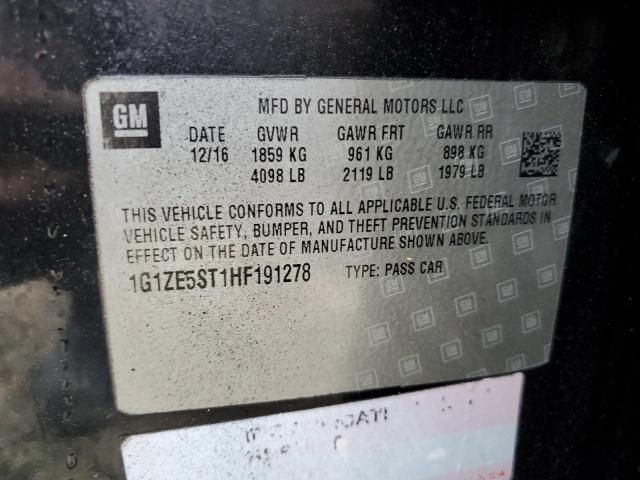 GM
MFD BY GENERAL MOTORS LLC
DATE GVWR GAWR FRT GAWR RR
12/16 1859 KG 961 KG 898 KG
4098 LB 2119 LB 1979 LB
THIS VEHICLE CONFORMS TO ALL APPLICABLE U.S. FEDERAL MOTOR
VEHICLE SAFETY, BUMPER, AND THEFT PREVENTION STANDARDS IN
EFFECT ON THE DATE OF MANUFACTURE SHOWN ABOVE.
1G1ZE5ST1HF191278 TYPE: PASS CAR